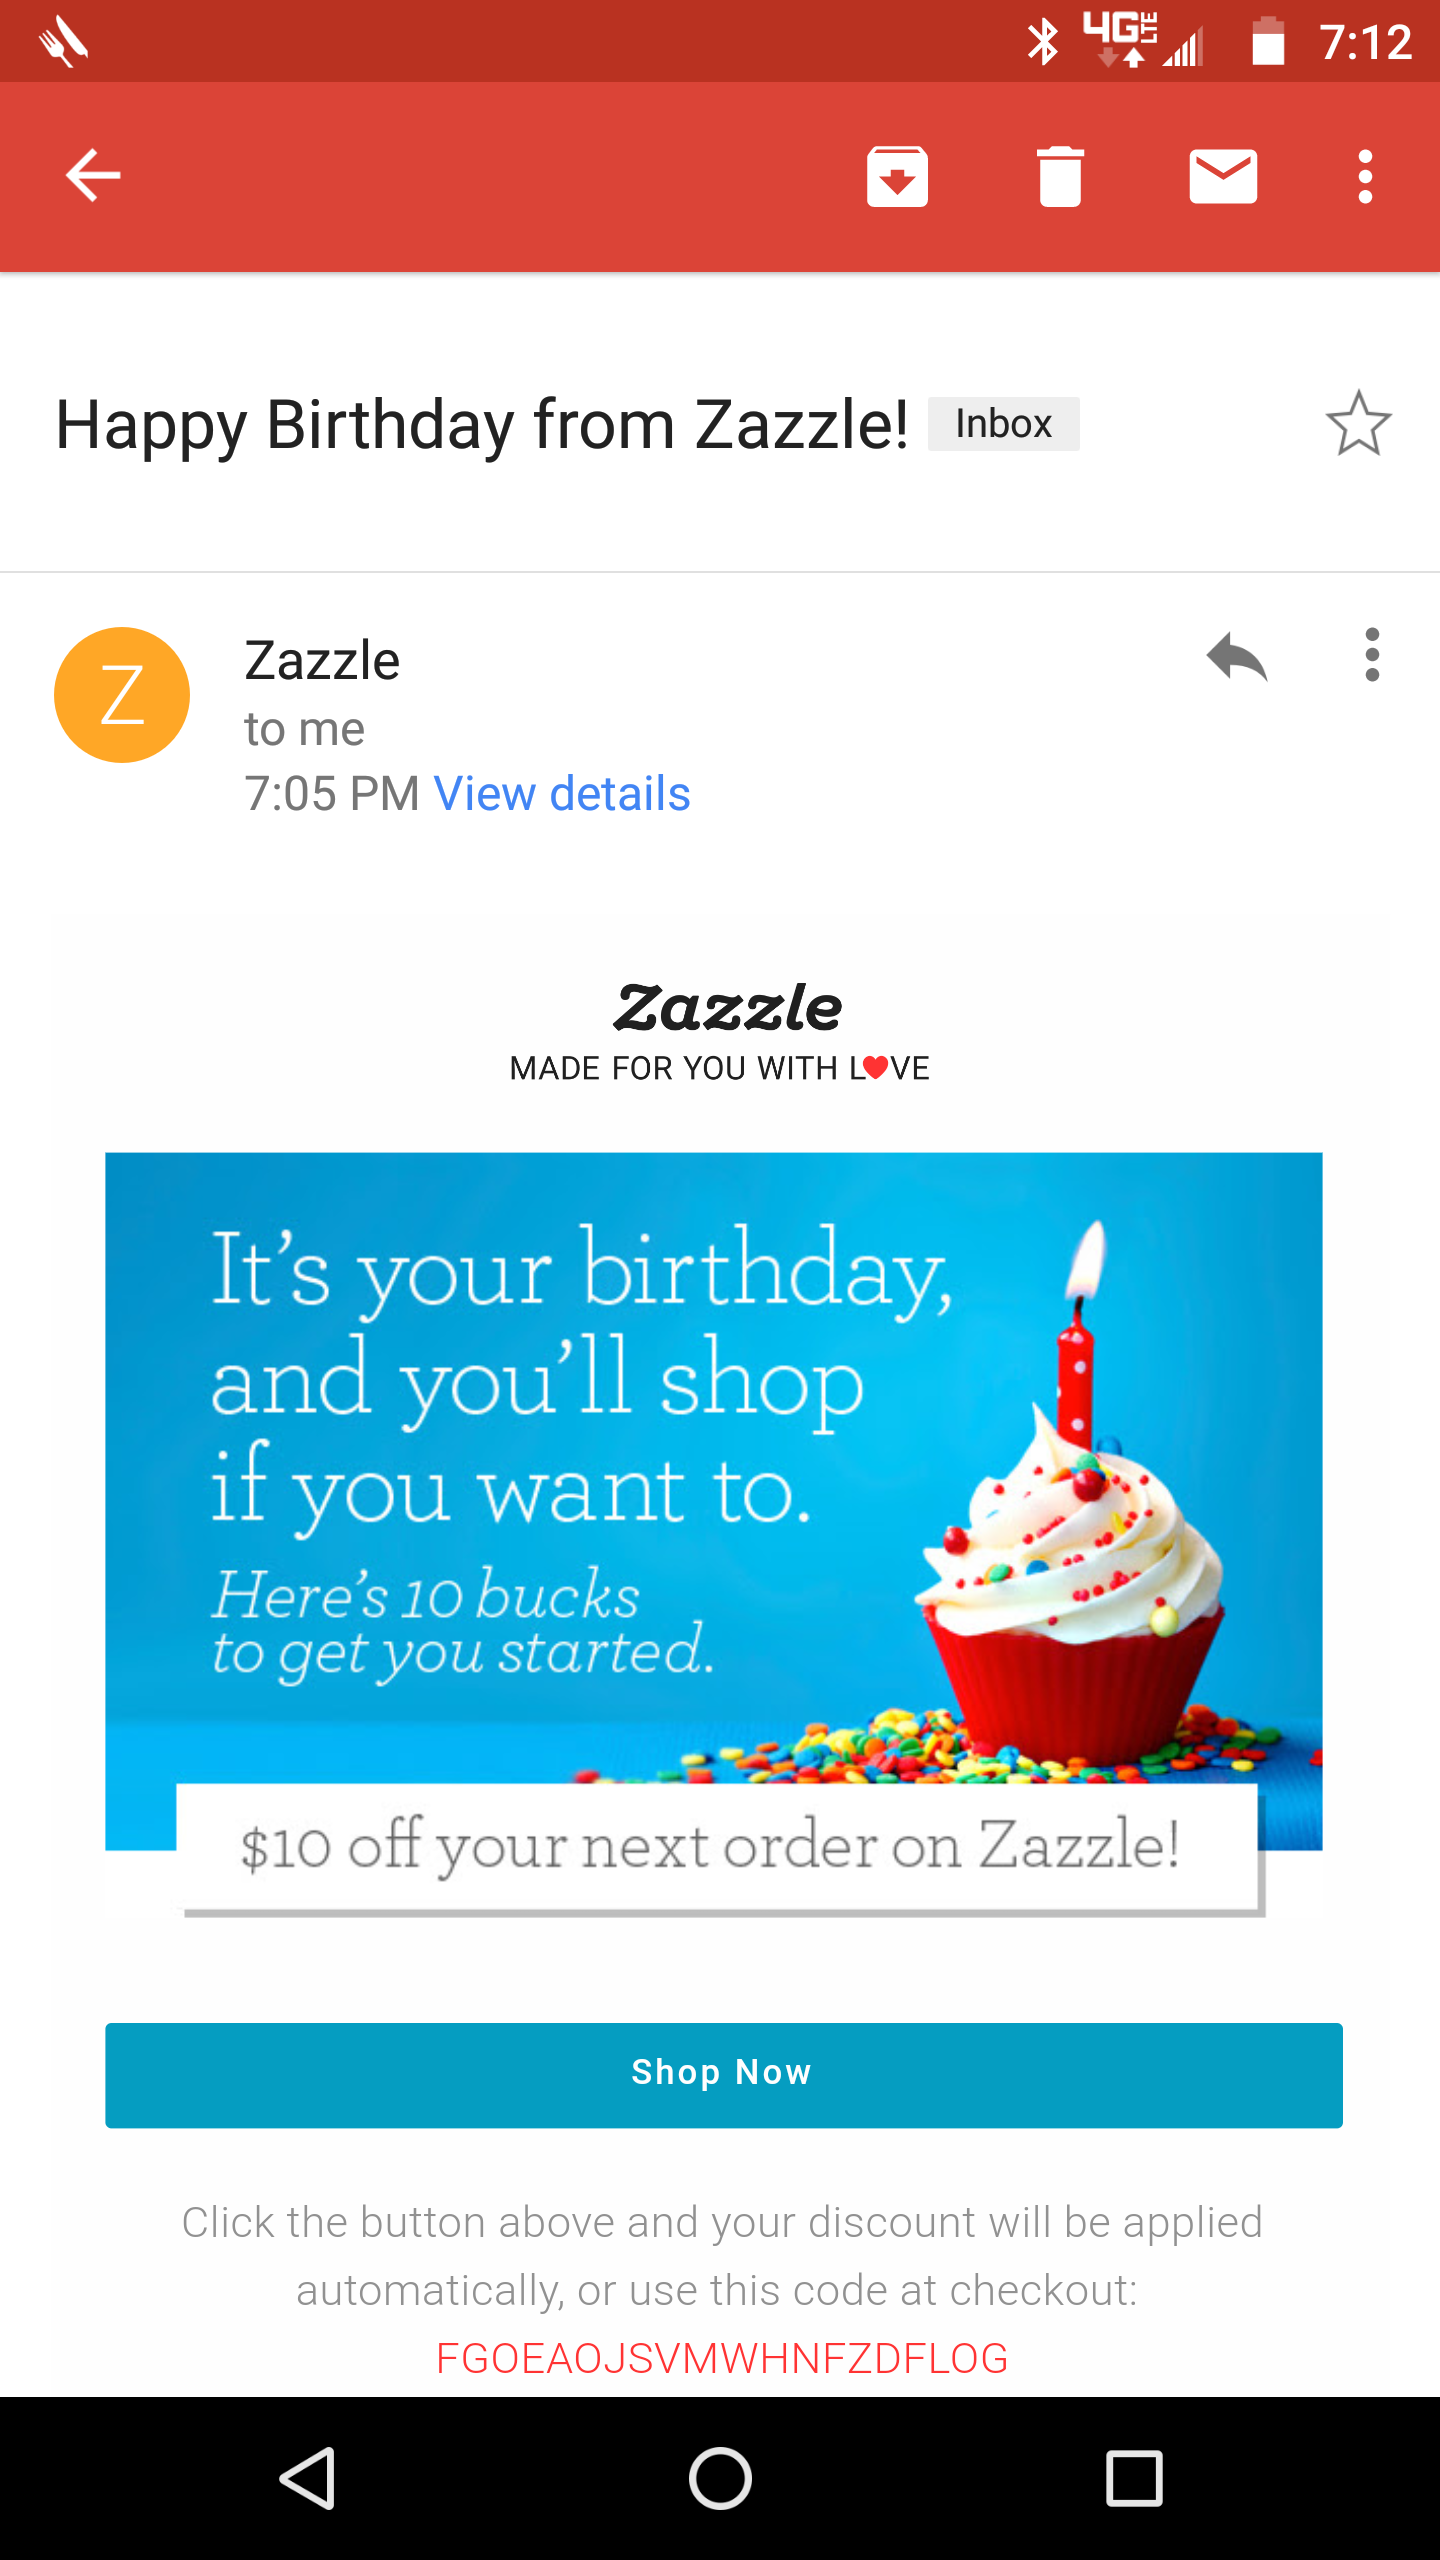 4G LTE 7:12
Happy Birthday from Zazzle! Inbox
Z
Zazzle
to me
7:05 PM View details
Zazzle
MADE FOR YOU WITH L❤VE
It's your birthday,
and you'll shop
if you want to.
Here's 10 bucks
to get you started.
$10 off your next order on Zazzle!
Shop Now
Click the button above and your discount will be applied
automatically, or use this code at checkout:
FGOEAOJSVMWHNFZDFLOG